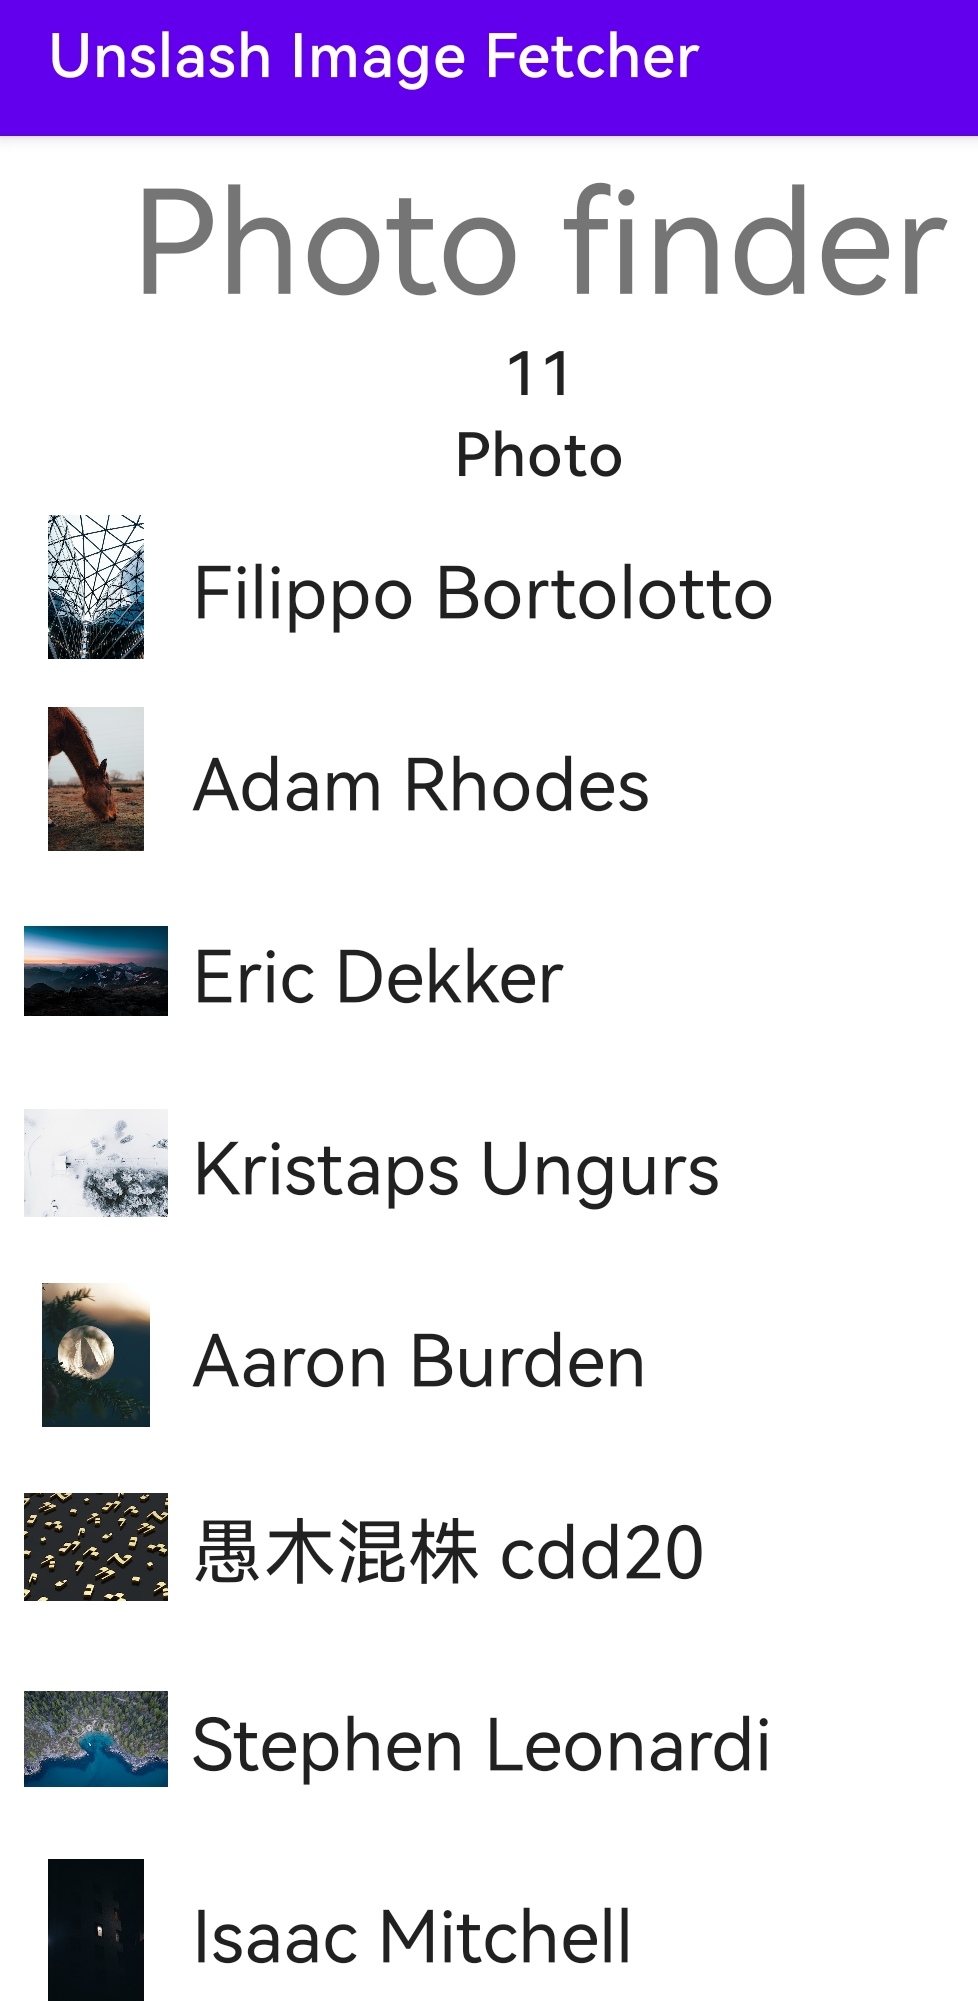 Unslash Image Fetcher
Photo finder
11
Photo
Filippo Bortolotto
Adam Rhodes
Eric Dekker
Kristaps Ungurs
Aaron Burden
愚木混株 cdd20
Stephen Leonardi
Isaac Mitchell